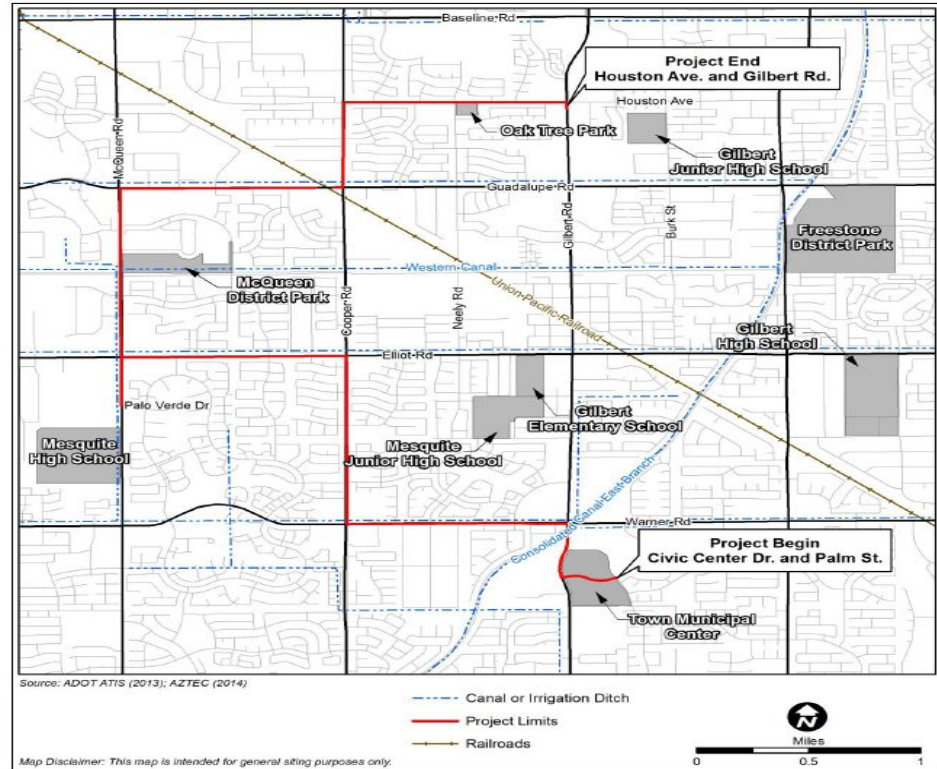 Baseline Rd
Project End
Houston Ave. and Gilbert Rd.
Houston Ave
Oak Tree Park
Gilbert
Junior High School
McQueen Rd
Guadalupe Rd
Gilbert Rd
Burk St
Freestone
District Park
McQueen
District Park
Western Canal
Cooper Rd
Neely Rd
Union Pacific Railroad
Gilbert
High School
Elliot Rd
Palo Verde Dr
Mesquite
High School
Mesquite
Junior High School
Gilbert
Elementary School
Consolidated Canal East Branch
Warner Rd
Project Begin
Civic Center Dr. and Palm St.
Town Municipal
Center
Source: ADOT ATIS (2013); AZTEC (2014)
Canal or Irrigation Ditch
Project Limits
Railroads
N
Miles
0 0.5 1
Map Disclaimer: This map is intended for general siting purposes only.